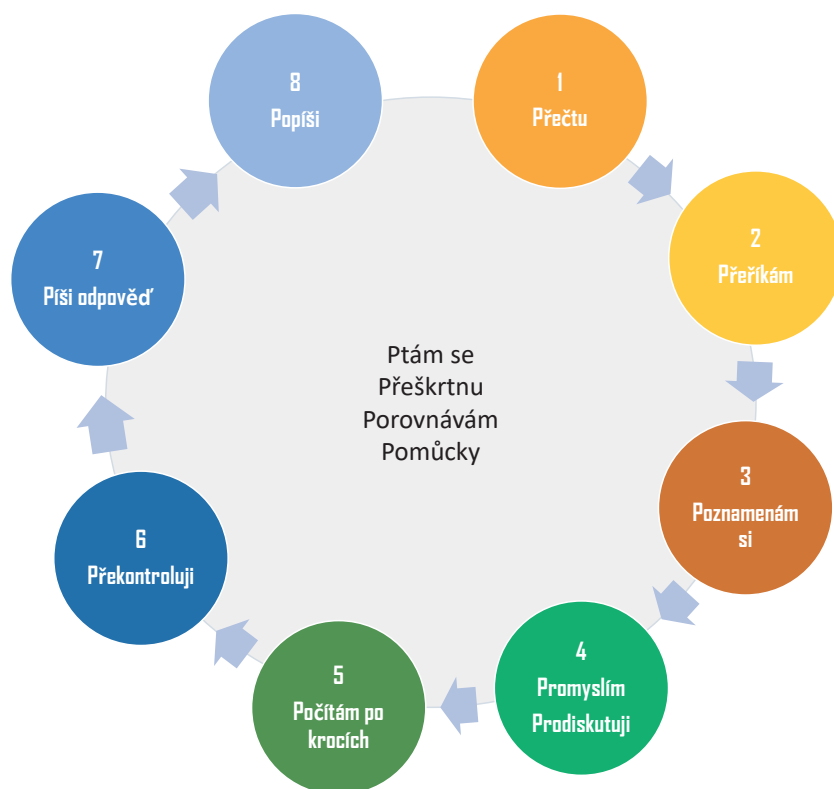 1
Přečtu
2
Přeříkám
3
Poznamenám
si
4
Promyslím
Prodiskutuji
5
Počítám po
krocích
6
Překontroluji
7
Píši odpověď
8
Popíši
Ptám se
Přeškrtnu
Porovnávám
Pomůcky